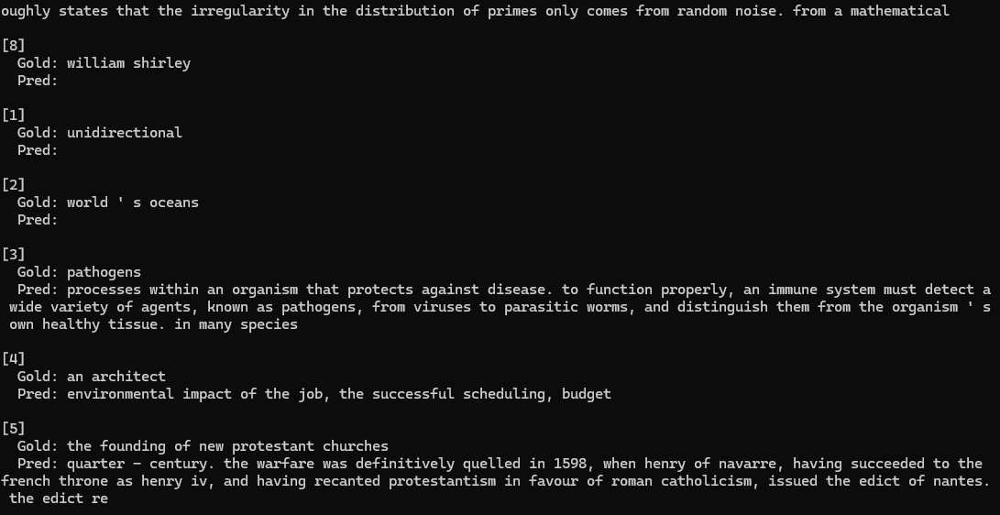 oughly states that the irregularity in the distribution of primes only comes from random noise. from a mathematical
[8]
Gold: william shirley
Pred:
[1]
Gold: unidirectional
Pred:
[2]
Gold: world ' s oceans
Pred:
[3]
Gold: pathogens
Pred: processes within an organism that protects against disease. to function properly, an immune system must detect a
wide variety of agents, known as pathogens, from viruses to parasitic worms, and distinguish them from the organism ' s
own healthy tissue. in many species
[4]
Gold: an architect
Pred: environmental impact of the job, the successful scheduling, budget
[5]
Gold: the founding of new protestant churches
Pred: quarter – century. the warfare was definitively quelled in 1598, when henry of navarre, having succeeded to the
french throne as henry iv, and having recanted protestantism in favour of roman catholicism, issued the edict of nantes.
the edict re